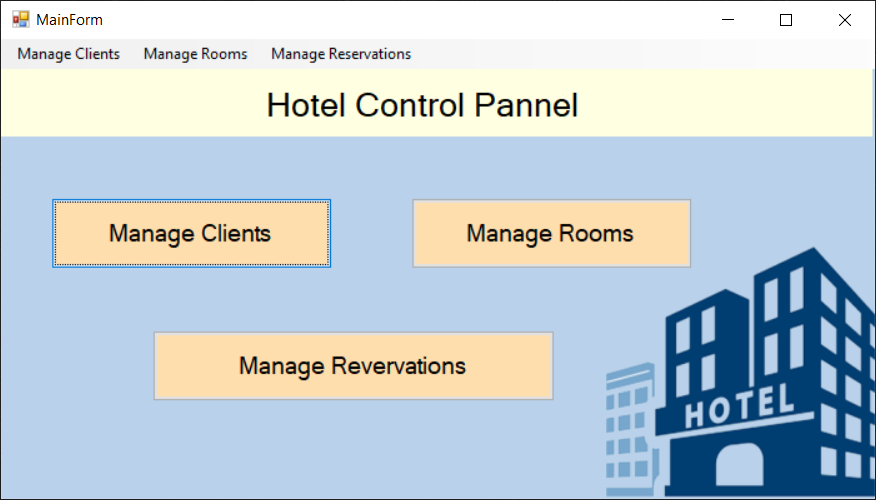 MainForm
Manage Clients Manage Rooms Manage Reservations
Hotel Control Pannel
Manage Clients Manage Rooms
Manage Revervations
HOTEL